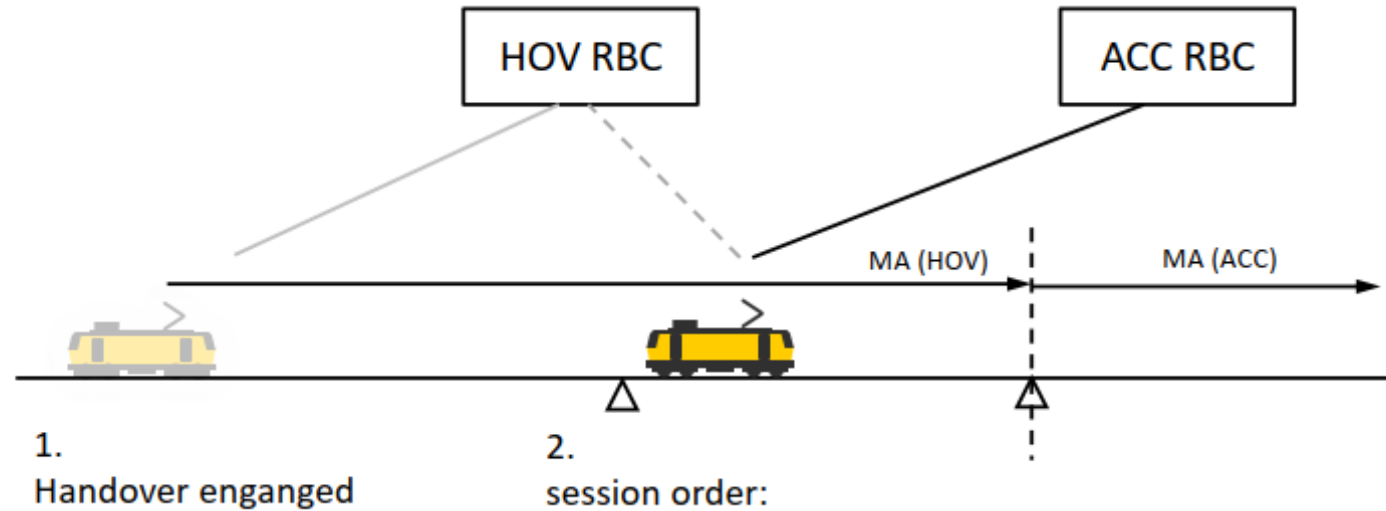 HOV RBC
ACC RBC
MA (HOV)
MA (ACC)
1.
Handover enganged
2.
session order: